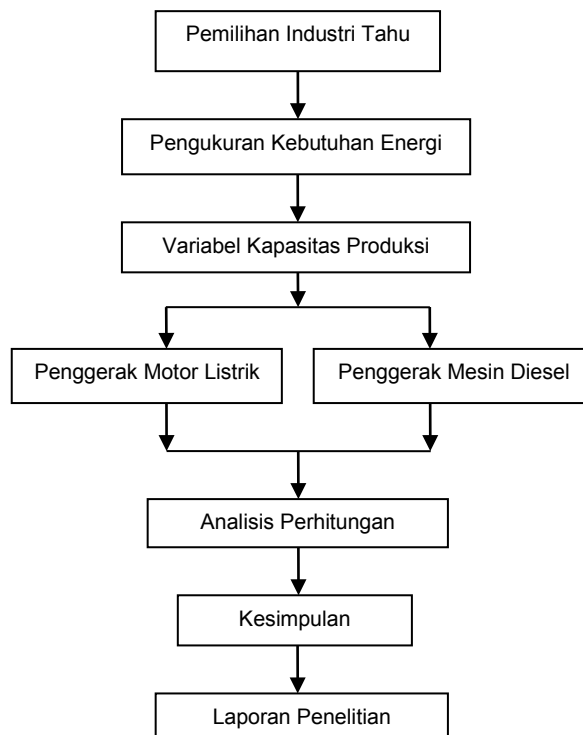 Pemilihan Industri Tahu
Pengukuran Kebutuhan Energi
Variabel Kapasitas Produksi
Penggerak Motor Listrik
Penggerak Mesin Diesel
Analisis Perhitungan
Kesimpulan
Laporan Penelitian